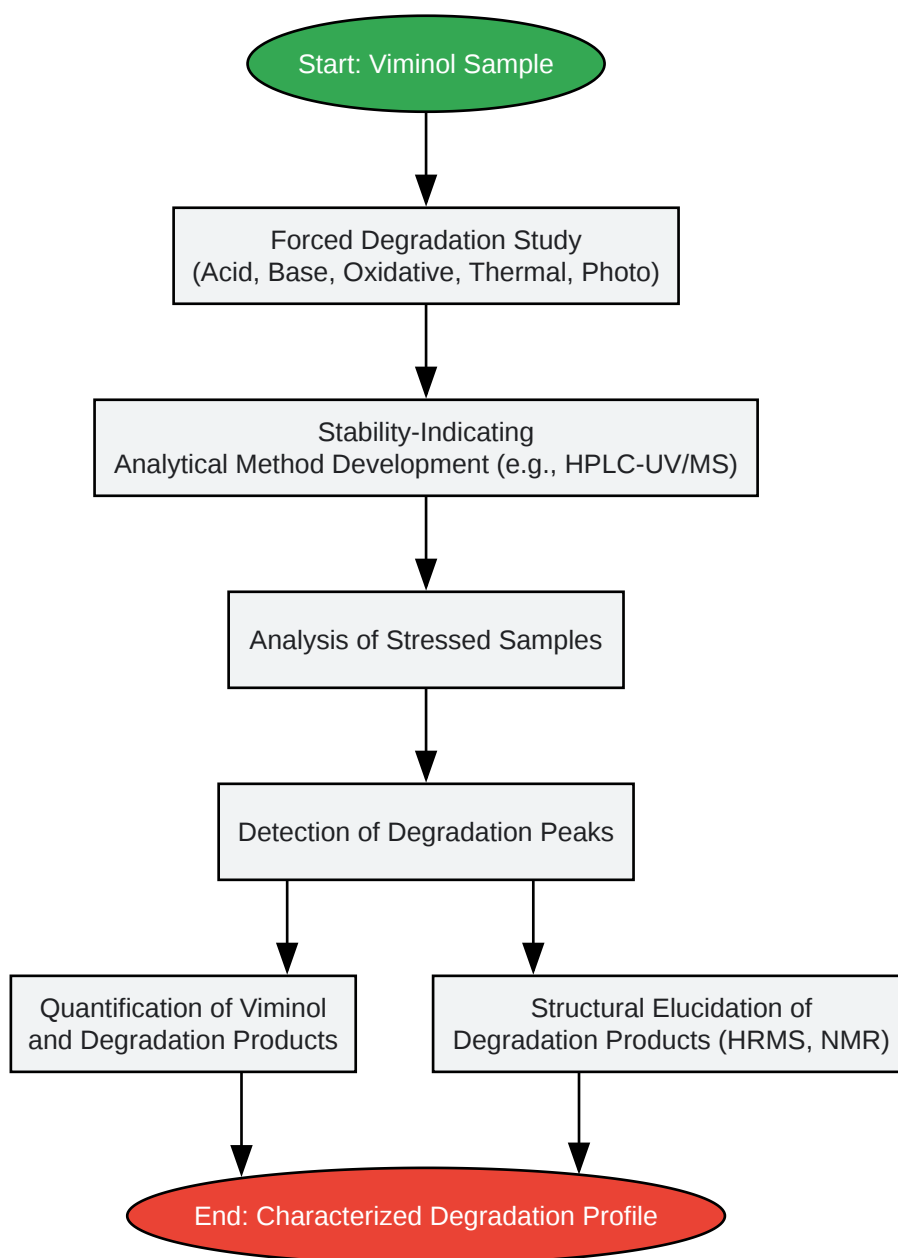 Start: Viminol Sample
Forced Degradation Study
(Acid, Base, Oxidative, Thermal, Photo)
Stability-Indicating
Analytical Method Development (e.g., HPLC-UV/MS)
Analysis of Stressed Samples
Detection of Degradation Peaks
Quantification of Viminol
and Degradation Products
Structural Elucidation of
Degradation Products (HRMS, NMR)
End: Characterized Degradation Profile